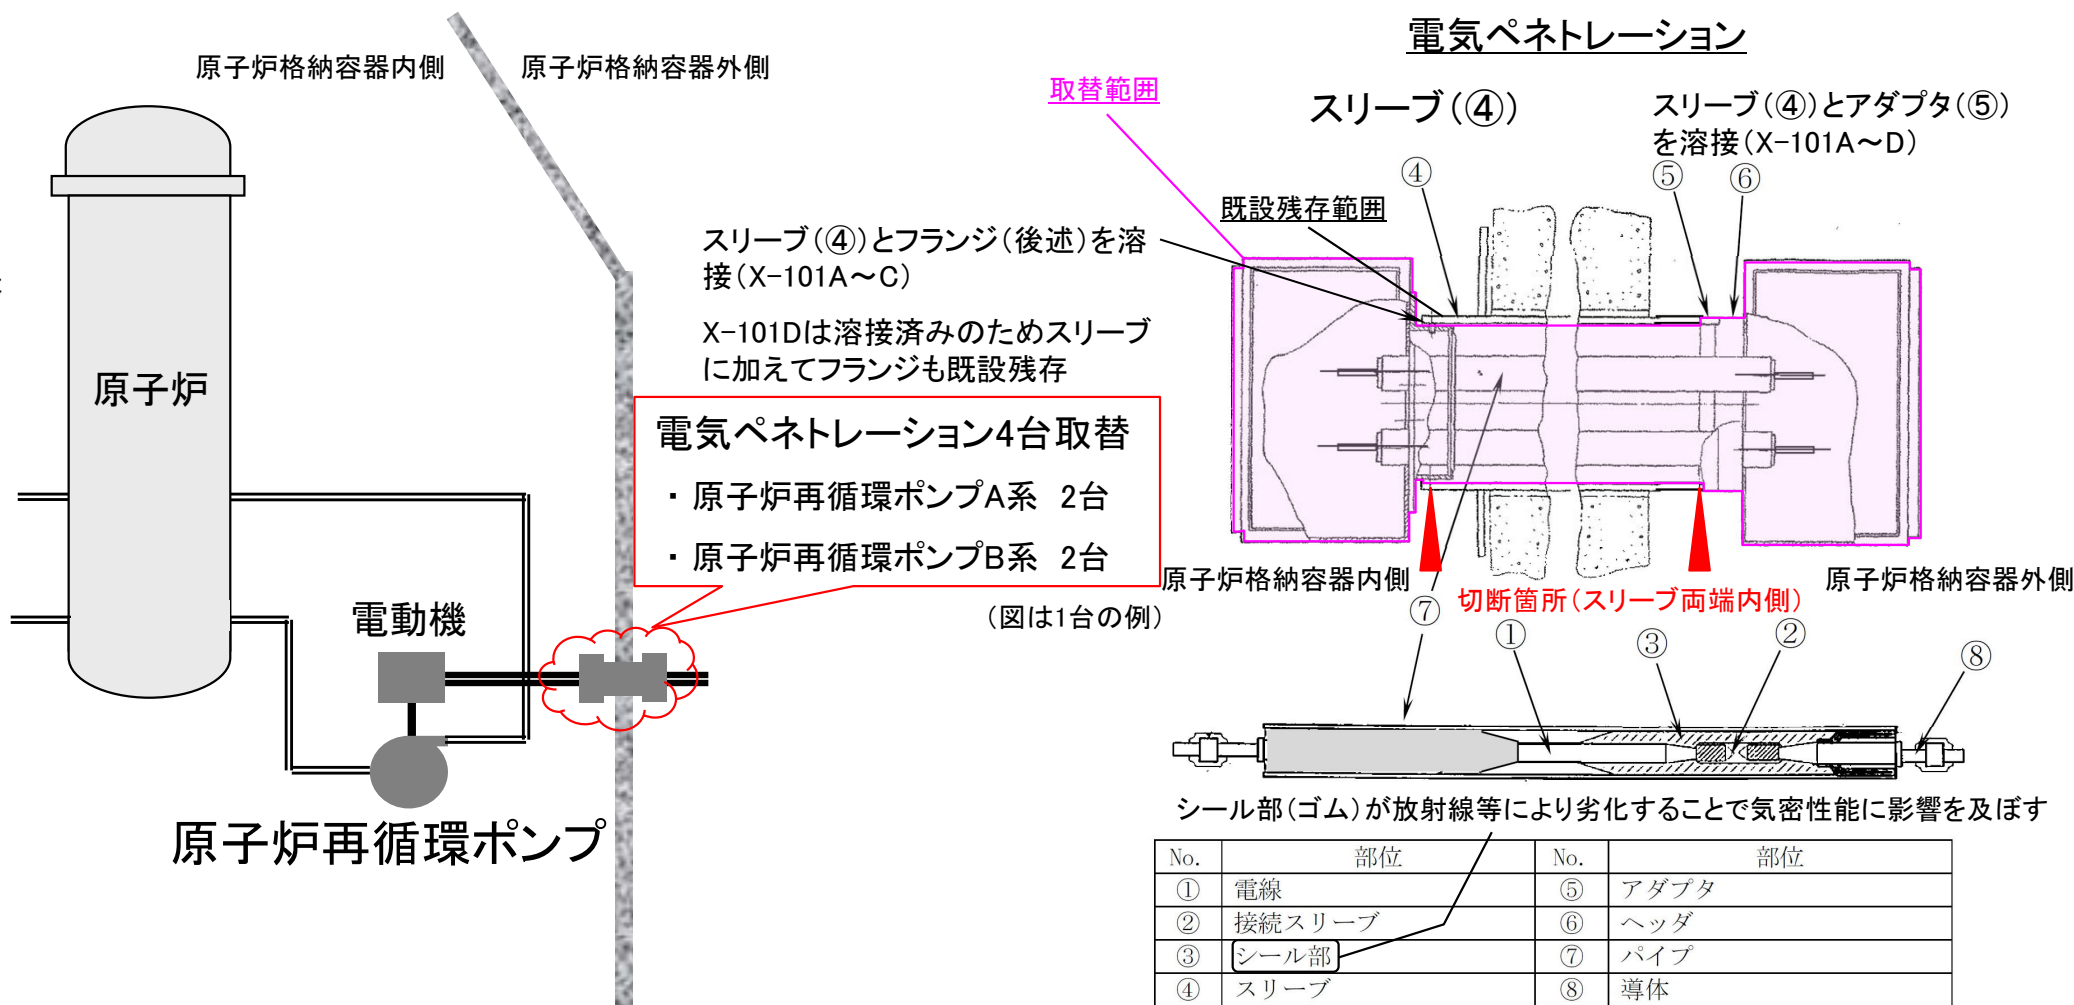 電気ペネトレーション
原子炉格納容器内側
原子炉格納容器外側
取替範囲
スリーブ(④)
スリーブ(④)とアダプタ(⑤)
を溶接(X-101A～D)
④
⑤
⑥
既設残存範囲
スリーブ(④)とフランジ(後述)を溶
接(X-101A～C)
X-101Dは溶接済みのためスリーブ
に加えてフランジも既設残存
原子炉
電気ペネトレーション4台取替
・原子炉再循環ポンプA系 2台
・原子炉再循環ポンプB系 2台
(図は1台の例)
電動機
原子炉再循環ポンプ
原子炉格納容器内側
原子炉格納容器外側
切断箇所(スリーブ両端内側)
⑦
①
③
②
⑧
シール部(ゴム)が放射線等により劣化することで気密性能に影響を及ぼす
No. 部位 No. 部位
① 電線 ⑤ アダプタ
② 接続スリーブ ⑥ ヘッダ
③ シール部 ⑦ パイプ
④ スリーブ ⑧ 導体